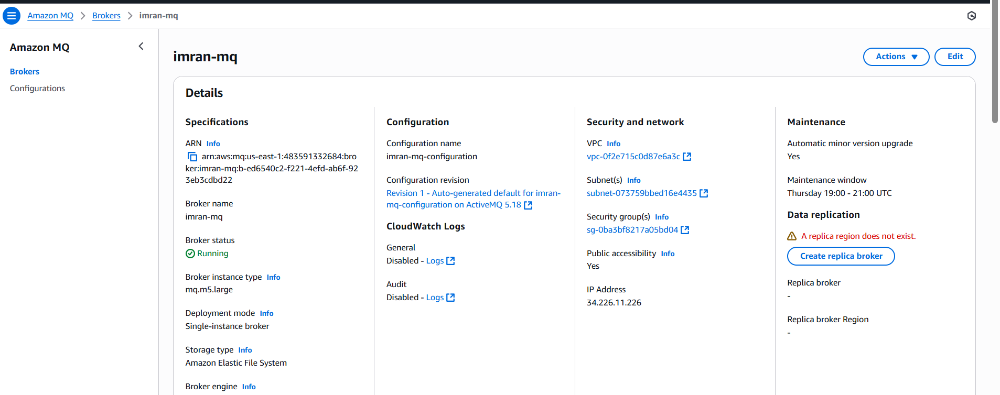 Amazon MQ > Brokers > imran-mq
Amazon MQ
Brokers
Configurations
imran-mq
Actions
Edit
Details
Specifications
ARN Info
arn:aws:mq:us-east-1:483591332684:bro
ker:imran-mq:b-ed6540c2-f221-4efd-ab6f-92
3eb3cdbd22
Broker name
imran-mq
Broker status
Running
Broker instance type Info
mq.m5.large
Deployment mode Info
Single-instance broker
Storage type Info
Amazon Elastic File System
Broker engine Info
Configuration
Configuration name
imran-mq-configuration
Configuration revision
Revision 1 - Auto-generated default for imran-
mq-configuration on ActiveMQ 5.18
CloudWatch Logs
General
Disabled - Logs
Audit
Disabled - Logs
Security and network
VPC Info
vpc-0f2e715c0d87e6a3c
Subnet(s) Info
subnet-073759bbed16e4435
Security group(s) Info
sg-0ba3bf8217a05bd04
Public accessibility Info
Yes
IP Address
34.226.11.226
Maintenance
Automatic minor version upgrade
Yes
Maintenance window
Thursday 19:00 - 21:00 UTC
Data replication
A replica region does not exist.
Create replica broker
Replica broker
-
Replica broker Region
-